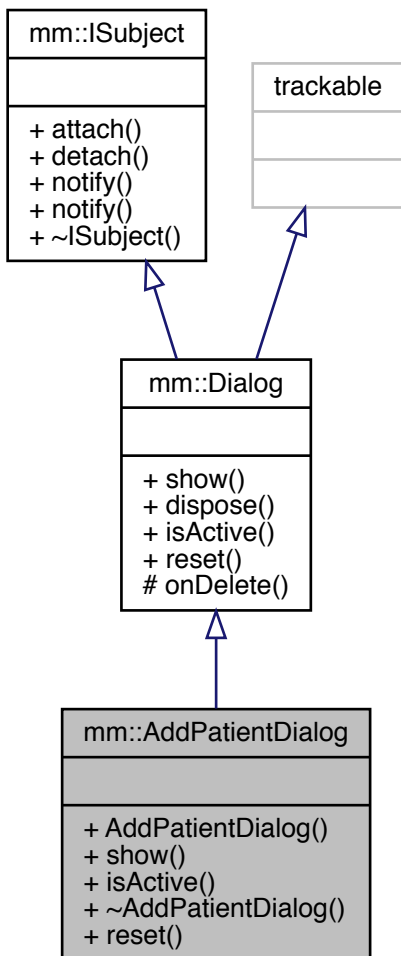 mm::ISubject
+ attach()
+ detach()
+ notify()
+ notify()
+ ~ISubject()
trackable
mm::Dialog
+ show()
+ dispose()
+ isActive()
+ reset()
# onDelete()
mm::AddPatientDialog
+ AddPatientDialog()
+ show()
+ isActive()
+ ~AddPatientDialog()
+ reset()